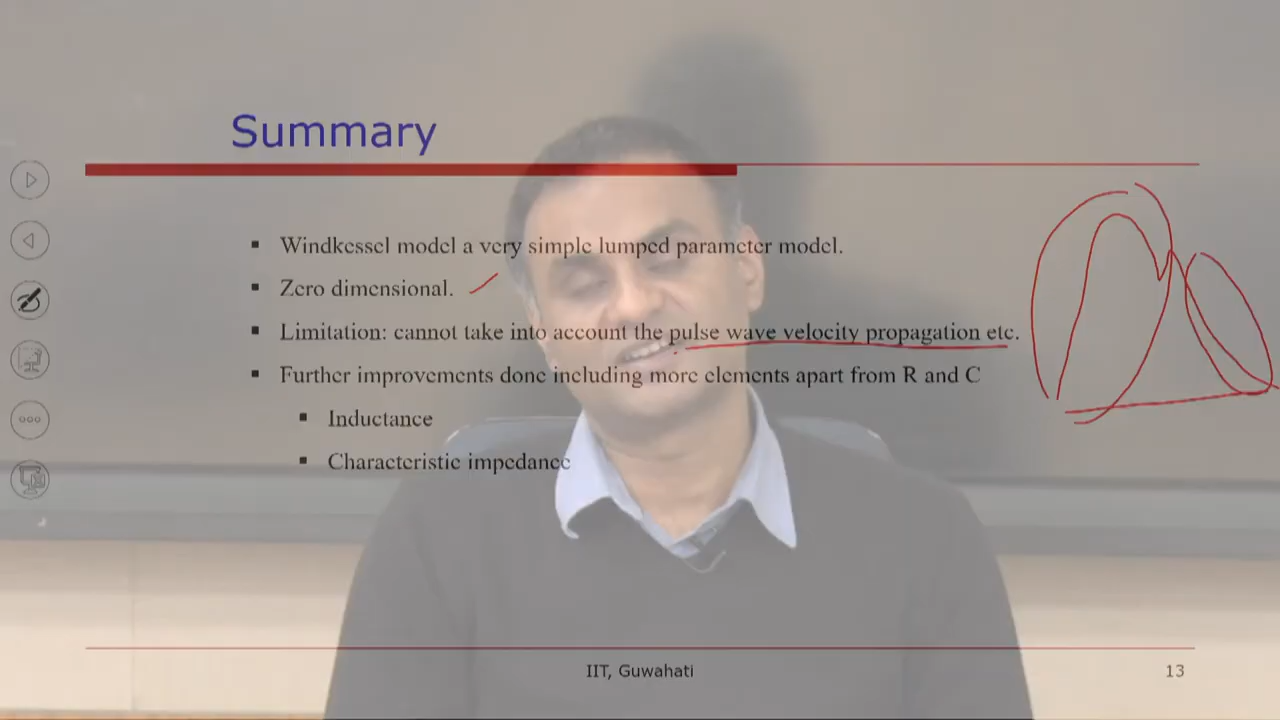 Summary
Windkessel model a very simple lumped parameter model.
Zero dimensional.
Limitation: cannot take into account the pulse wave velocity propagation etc.
Further improvements done including more elements apart from R and C
Inductance
Characteristic impedance
IIT, Guwahati
13